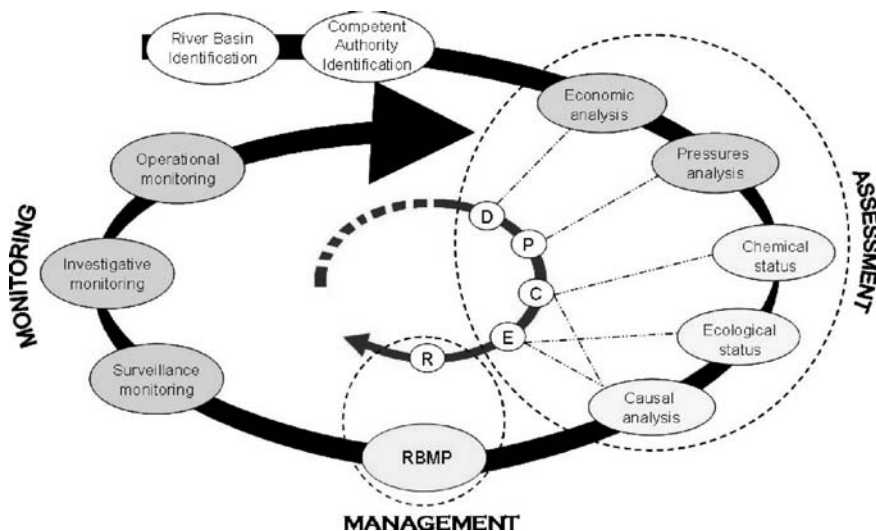 River Basin
Identification
Competent
Authority
Identification
Economic
analysis
Pressures
analysis
Chemical
status
Ecological
status
Causal
analysis
ASSESSMENT
D
P
C
E
R
RBMP
MANAGEMENT
Surveillance
monitoring
Investigative
monitoring
Operational
monitoring
MONITORING